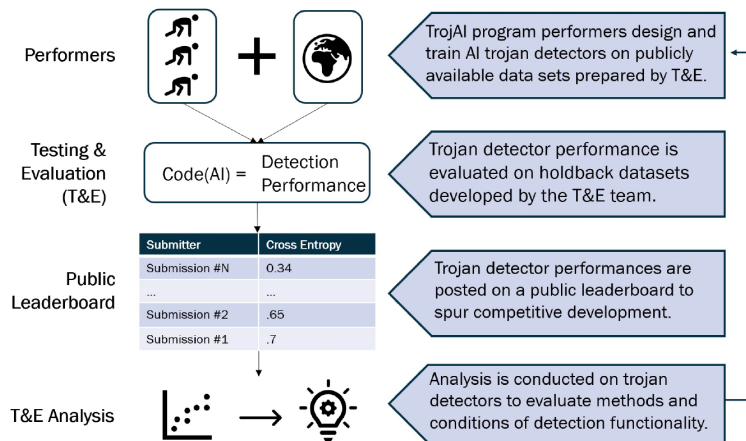 Performers
TrojAI program performers design and
train AI trojan detectors on publicly
available data sets prepared by T&E.
Testing &
Evaluation
(T&E)
Code(AI) = Detection
Performance
Trojan detector performance is
evaluated on holdback datasets
developed by the T&E team.
Public
Leaderboard
Submitter Cross Entropy
Submission #N 0.34
... ...
Submission #2 .65
Submission #1 .7
Trojan detector performances are
posted on a public leaderboard to
spur competitive development.
T&E Analysis
Analysis is conducted on trojan
detectors to evaluate methods and
conditions of detection functionality.